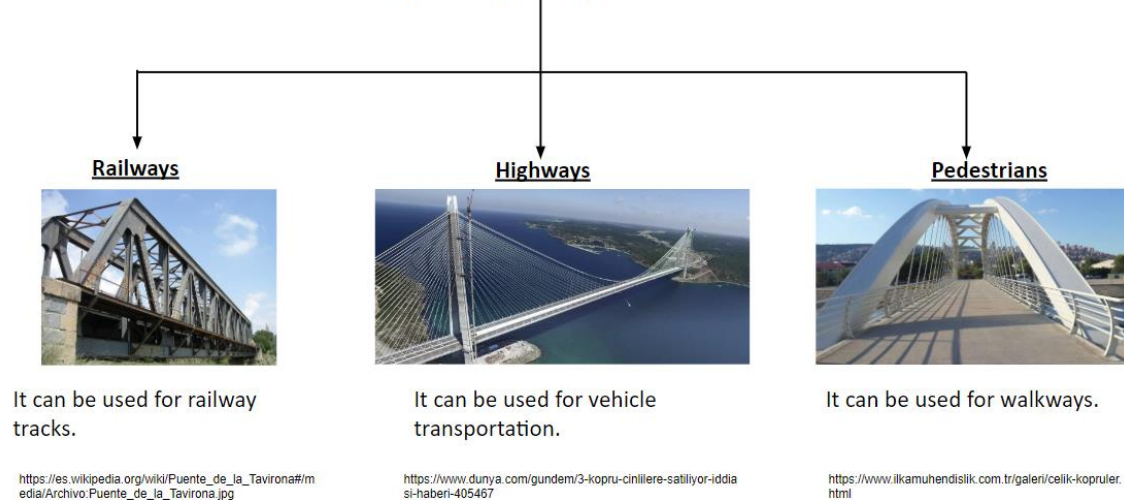 Railways
Highways
Pedestrians
It can be used for railway
tracks.
It can be used for vehicle
transportation.
It can be used for walkways.
https://es.wikipedia.org/wiki/Puente_de_la_Tavirona#/m
edia/Archivo:Puente_de_la_Tavirona.jpg
https://www.dunya.com/gundem/3-kopru-cinlilere-satiliyor-iddia
si-haberi-405467
https://www.ilkamuhendislik.com.tr/galeri/celik-kopruler.
html